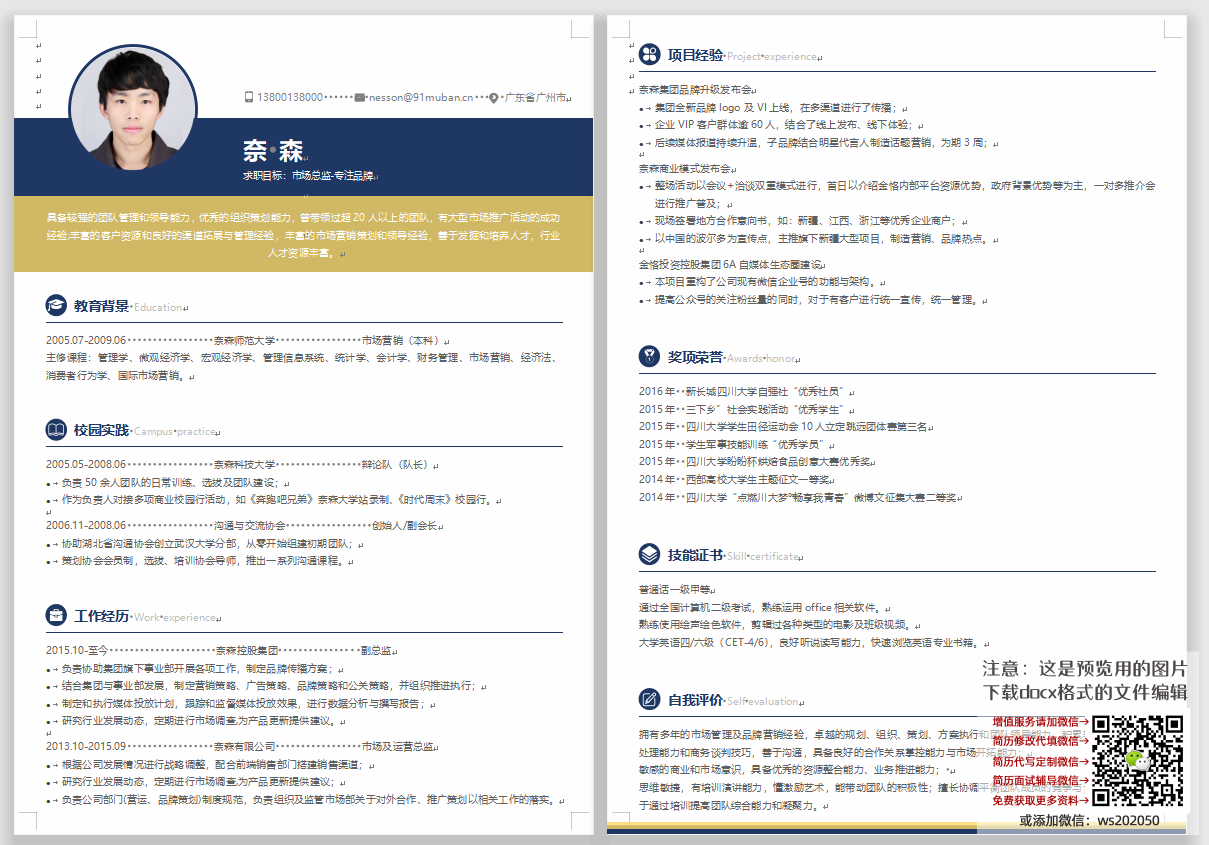 13800138000 nesson@91muban.cn 广东省广州市
奈·森
求职目标：市场总监-专注品牌
具备较强的团队管理和领导能力，优秀的组织策划能力，曾带领过超 20 人以上的团队，有大型市场推广活动的成功
经验;丰富的客户资源和良好的渠道拓展与管理经验，丰富的市场营销策划和领导经验，善于发掘和培养人才，行业
人才资源丰富。
教育背景 Education
2005.07-2009.06 奈森师范大学 市场营销（本科）
主修课程：管理学、微观经济学、宏观经济学、管理信息系统、统计学、会计学、财务管理、市场营销、经济法、
消费者行为学、国际市场营销。
校园实践 Campus practice
2005.05-2008.06 奈森科技大学 辩论队（队长）
负责 50 余人团队的日常训练、选拔及团队建设；
作为负责人对接多项商业校园行活动，如《奔跑吧兄弟》奈森大学站录制、《时代周末》校园行。
2006.11-2008.06 沟通与交流协会 创始人/副会长
协助湖北省沟通协会创立武汉大学分部，从零开始组建初期团队；
策划协会会员制，选拔、培训协会导师，推出一系列沟通课程。
工作经历 Work experience
2015.10-至今 奈森控股集团 副总监
负责协助集团旗下事业部开展各项工作，制定品牌传播方案；
结合集团与事业部发展，制定营销策略、广告策略、品牌策略和公关策略，并组织推进执行；
制定和执行媒体投放计划，跟踪和监督媒体投放效果，进行数据分析与撰写报告；
研究行业发展动态，定期进行市场调查,为产品更新提供建议。
2013.10-2015.09 奈森有限公司 市场及运营总监
根据公司发展情况进行战略调整，配合前端销售部门搭建销售渠道；
研究行业发展动态，定期进行市场调查,为产品更新提供建议；
负责公司部门(营运、品牌策划)制度规范，负责组织及监管市场部关于对外合作、推广策划以相关工作的落实。
项目经验 Project experience
奈森集团品牌升级发布会
集团全新品牌 logo 及 VI 上线，在多渠道进行了传播；
企业 VIP 客户群体逾 60 人，结合了线上发布、线下体验；
后续媒体报道持续升温，子品牌结合明星代言人制造话题营销，为期 3 周；
奈森商业模式发布会
整场活动以会议＋洽谈双重模式进行，首日以介绍金恪内部平台资源优势，政府背景优势等为主，一对多推介会
进行推广普及；
现场签署地方合作意向书，如：新疆、江西、浙江等优秀企业商户；
以中国的波尔多为宣传点，主推旗下新疆大型项目，制造营销、品牌热点。
金恪投资控股集团 6A 自媒体生态圈建设
本项目重构了公司现有微信企业号的功能与架构。
提高公众号的关注粉丝量的同时，对于有客户进行统一宣传，统一管理。
奖项荣誉 Awards honor
2016 年 新长城四川大学自强社“优秀社员”
2015 年 三下乡”社会实践活动“优秀学生”
2015 年 四川大学学生田径运动会 10 人立定跳远团体赛第三名
2015 年 学生军事技能训练“优秀学员”
2015 年 四川大学盼盼杯烘焙食品创意大赛优秀奖
2014 年 西部高校大学生主题征文一等奖
2014 年 四川大学“点燃川大梦 畅享我青春”微博文征集大赛二等奖
技能证书 Skill certificate
普通话一级甲等
通过全国计算机二级考试，熟练运用 office 相关软件。
熟练使用绘声绘色软件，剪辑过各种类型的电影及班级视频。
大学英语四/六级（CET-4/6），良好听说读写能力，快速浏览英语专业书籍。
自我评价 Self evaluation
拥有多年的市场管理及品牌营销经验，卓越的规划、组织、策划、方案执行和团队领导能力，积累
处理能力和商务谈判技巧，善于沟通，具备良好的合作关系掌控能力与市场开拓能力；
敏感的商业和市场意识，具备优秀的资源整合能力、业务推进能力；
思维敏捷，有培训演讲能力，懂激励艺术，能带动团队的积极性；擅长协调平衡团队成员的竞争与
于通过培训提高团队综合能力和凝聚力。
注意：这是预览用的图片
下载docx格式的文件编辑
增值服务请加微信→
简历修改代填微信→
简历代写定制微信→
简历面试辅导微信→
免费获取更多资料→
或添加微信：ws202050